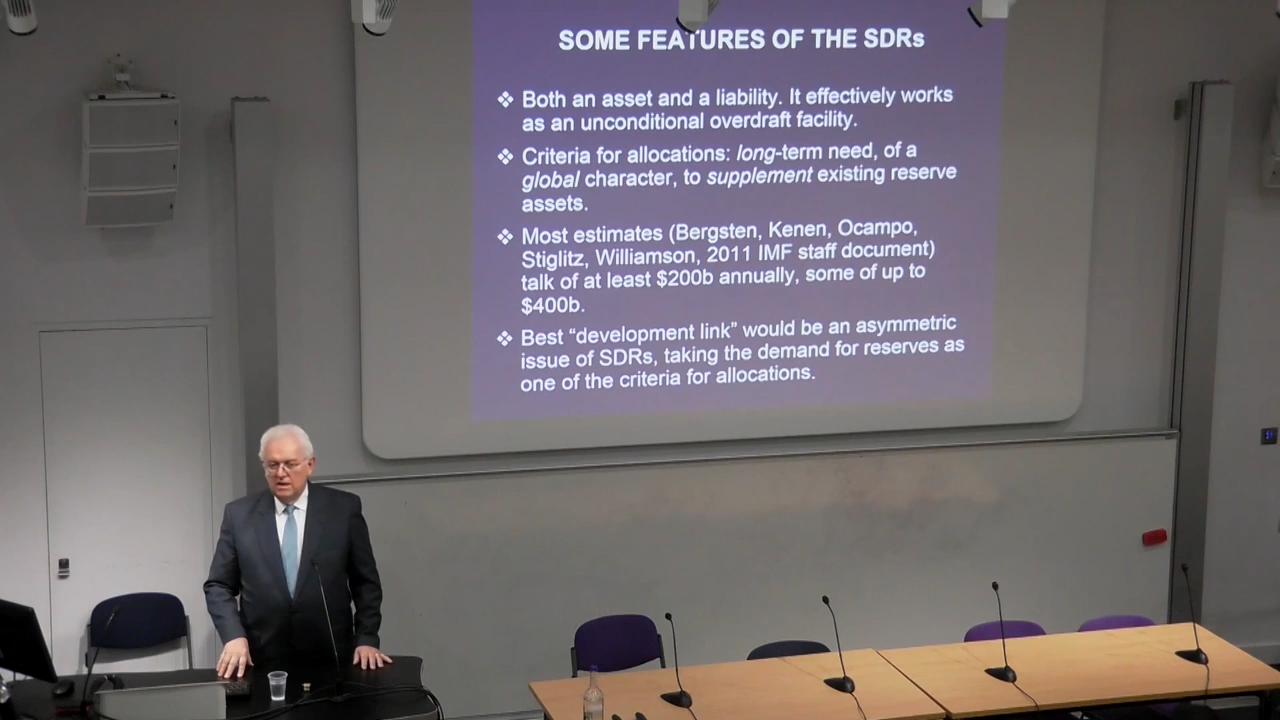 SOME FEATURES OF THE SDRs
❖ Both an asset and a liability. It effectively works
as an unconditional overdraft facility.
❖ Criteria for allocations: long-term need, of a
global character, to supplement existing reserve
assets.
❖ Most estimates (Bergsten, Kenen, Ocampo,
Stiglitz, Williamson, 2011 IMF staff document)
talk of at least $200b annually, some of up to
$400b.
❖ Best “development link” would be an asymmetric
issue of SDRs, taking the demand for reserves as
one of the criteria for allocations.